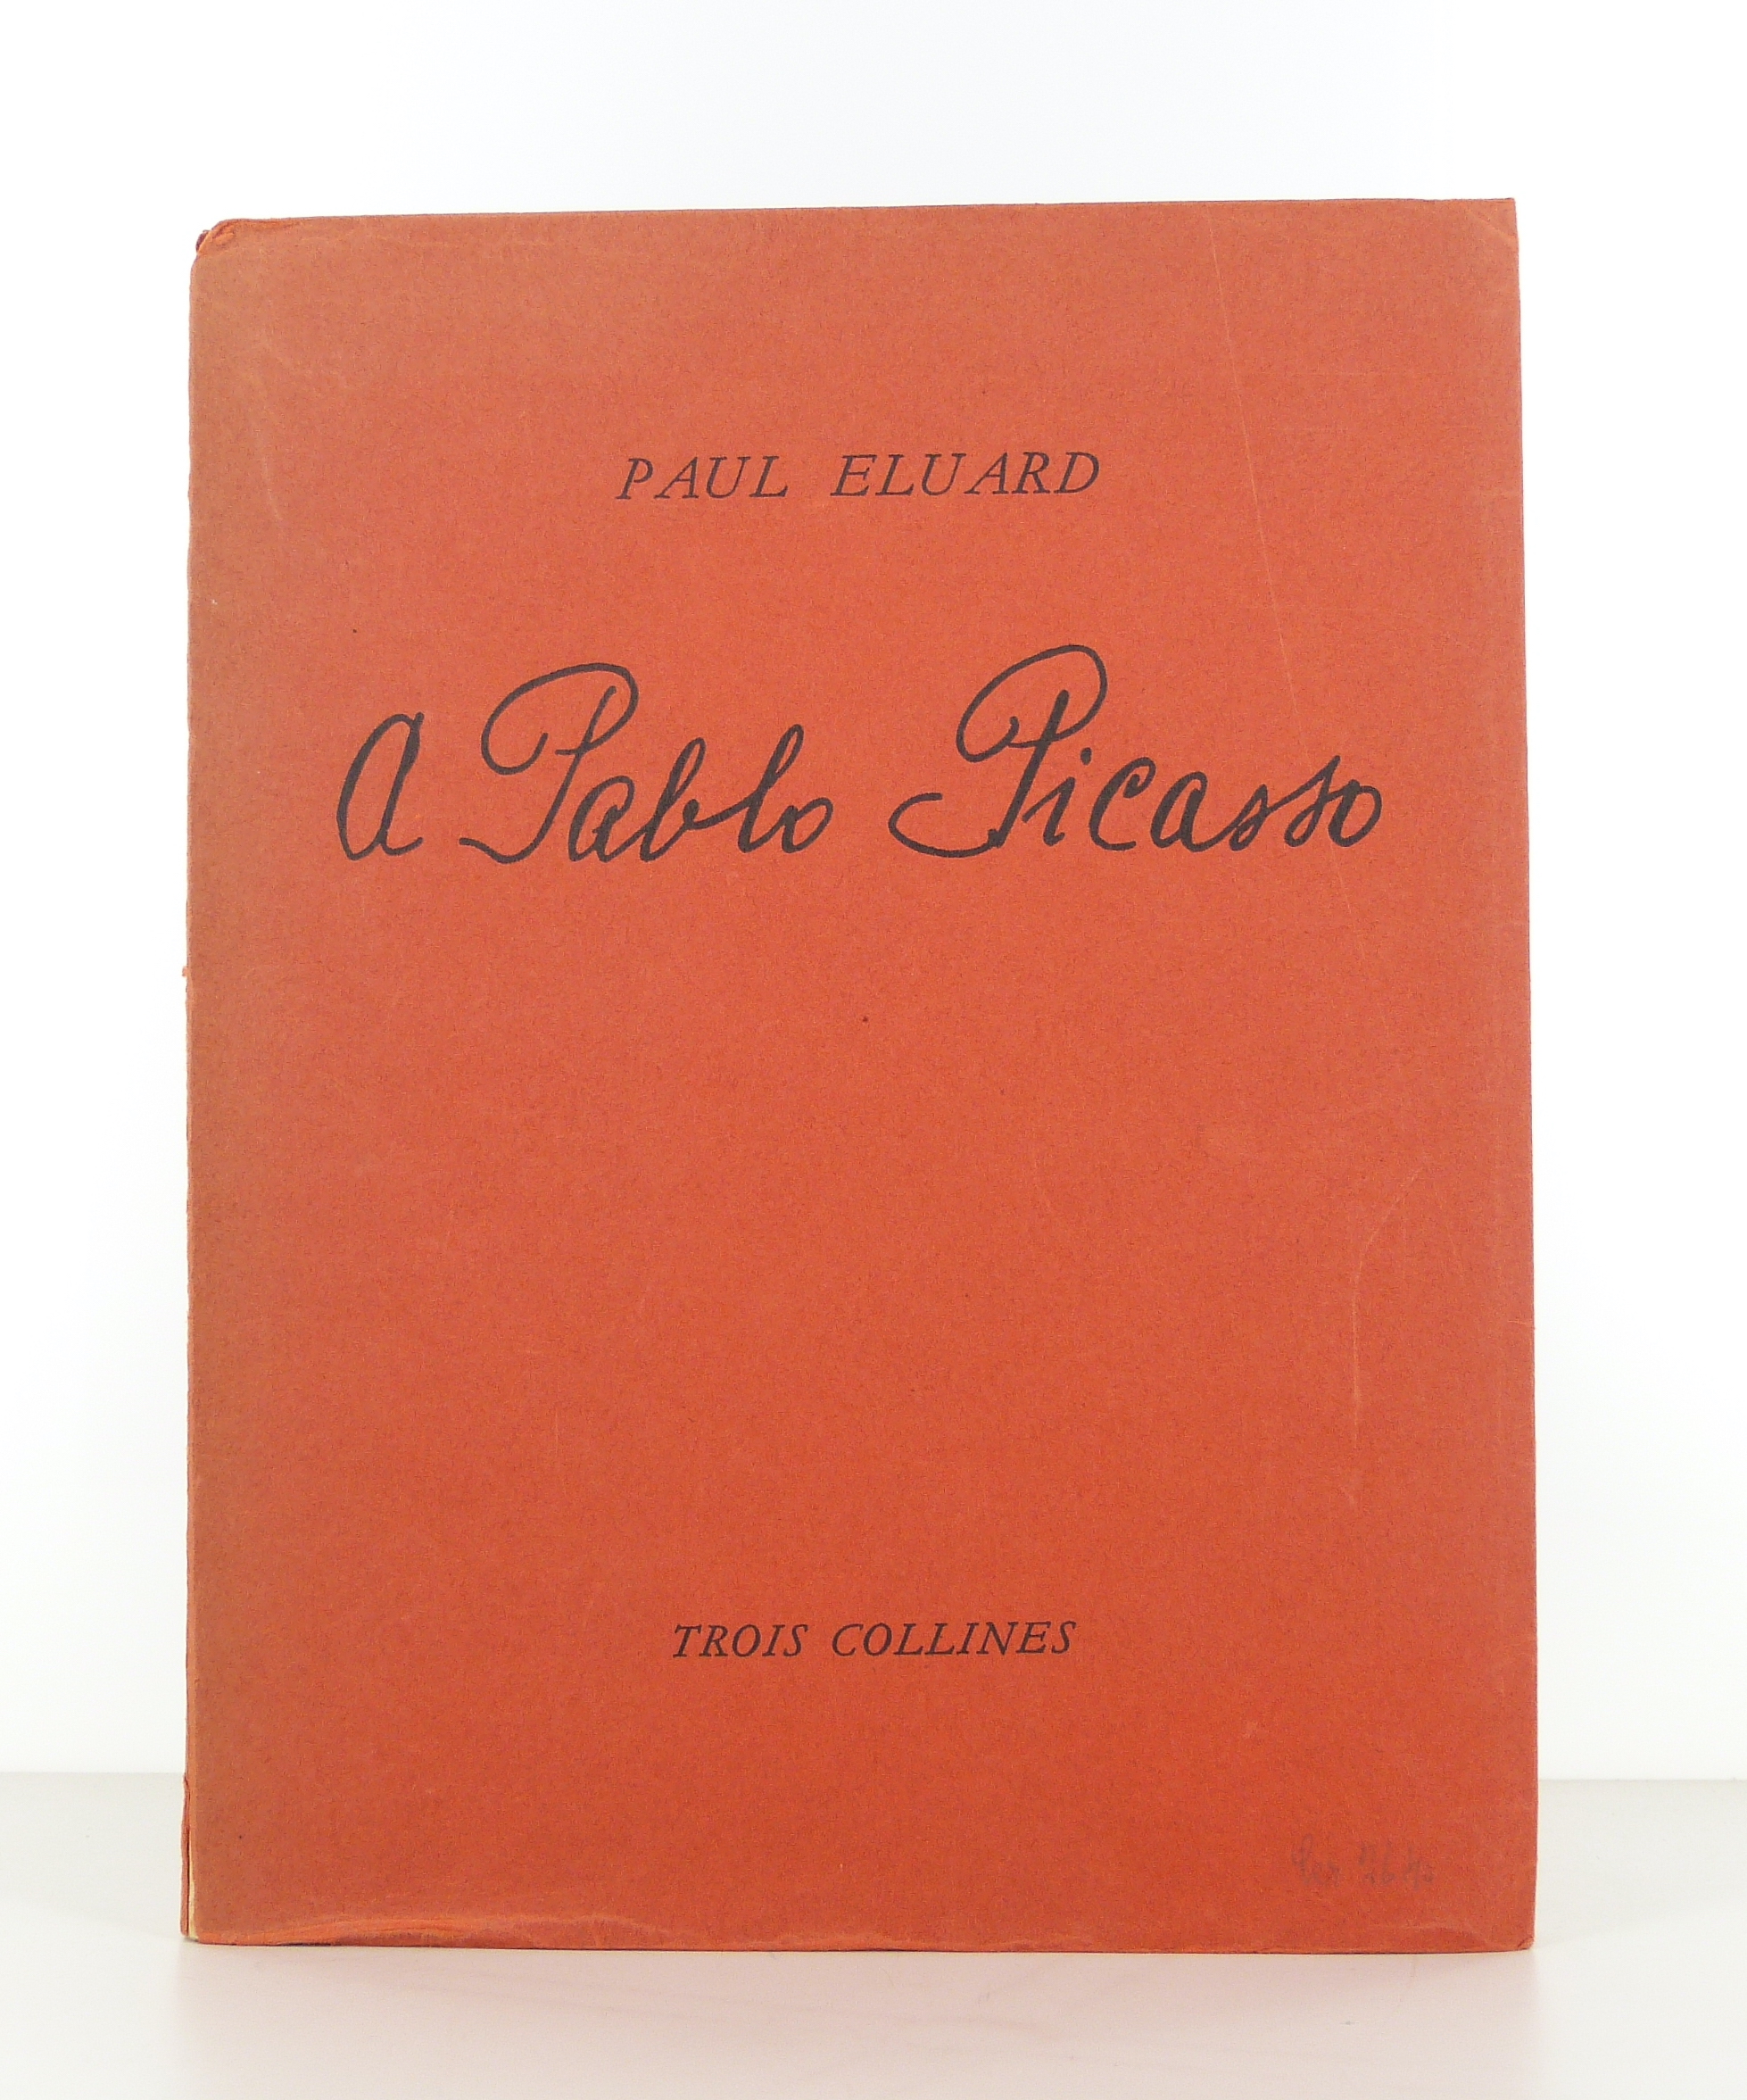 PAUL ELUARD
A Pablo Picasso
TROIS COLLINES